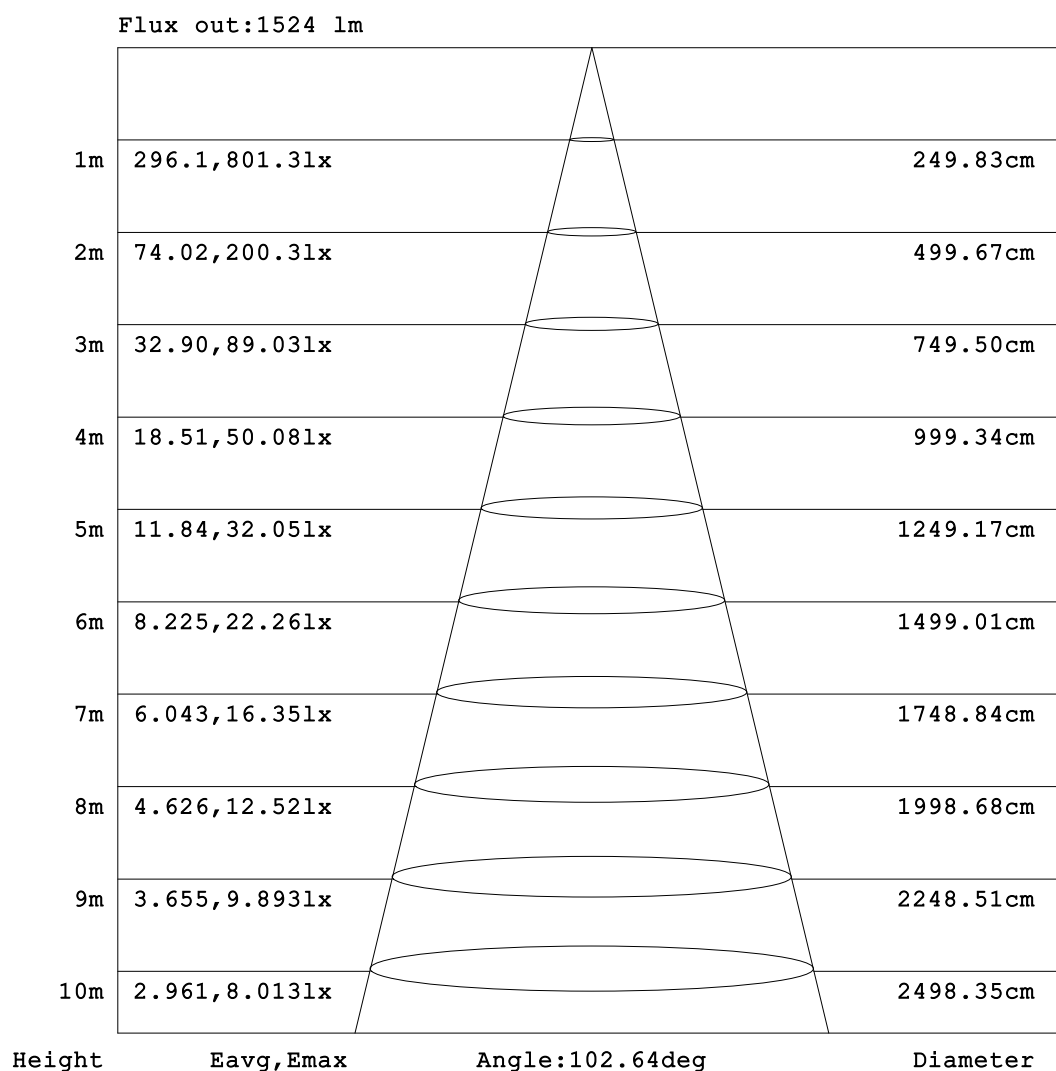 Flux out:1524 lm
1m 296.1,801.3lx 249.83cm
2m 74.02,200.3lx 499.67cm
3m 32.90,89.03lx 749.50cm
4m 18.51,50.08lx 999.34cm
5m 11.84,32.05lx 1249.17cm
6m 8.225,22.26lx 1499.01cm
7m 6.043,16.35lx 1748.84cm
8m 4.626,12.52lx 1998.68cm
9m 3.655,9.893lx 2248.51cm
10m 2.961,8.013lx 2498.35cm
Height Eavg,Emax Angle:102.64deg Diameter